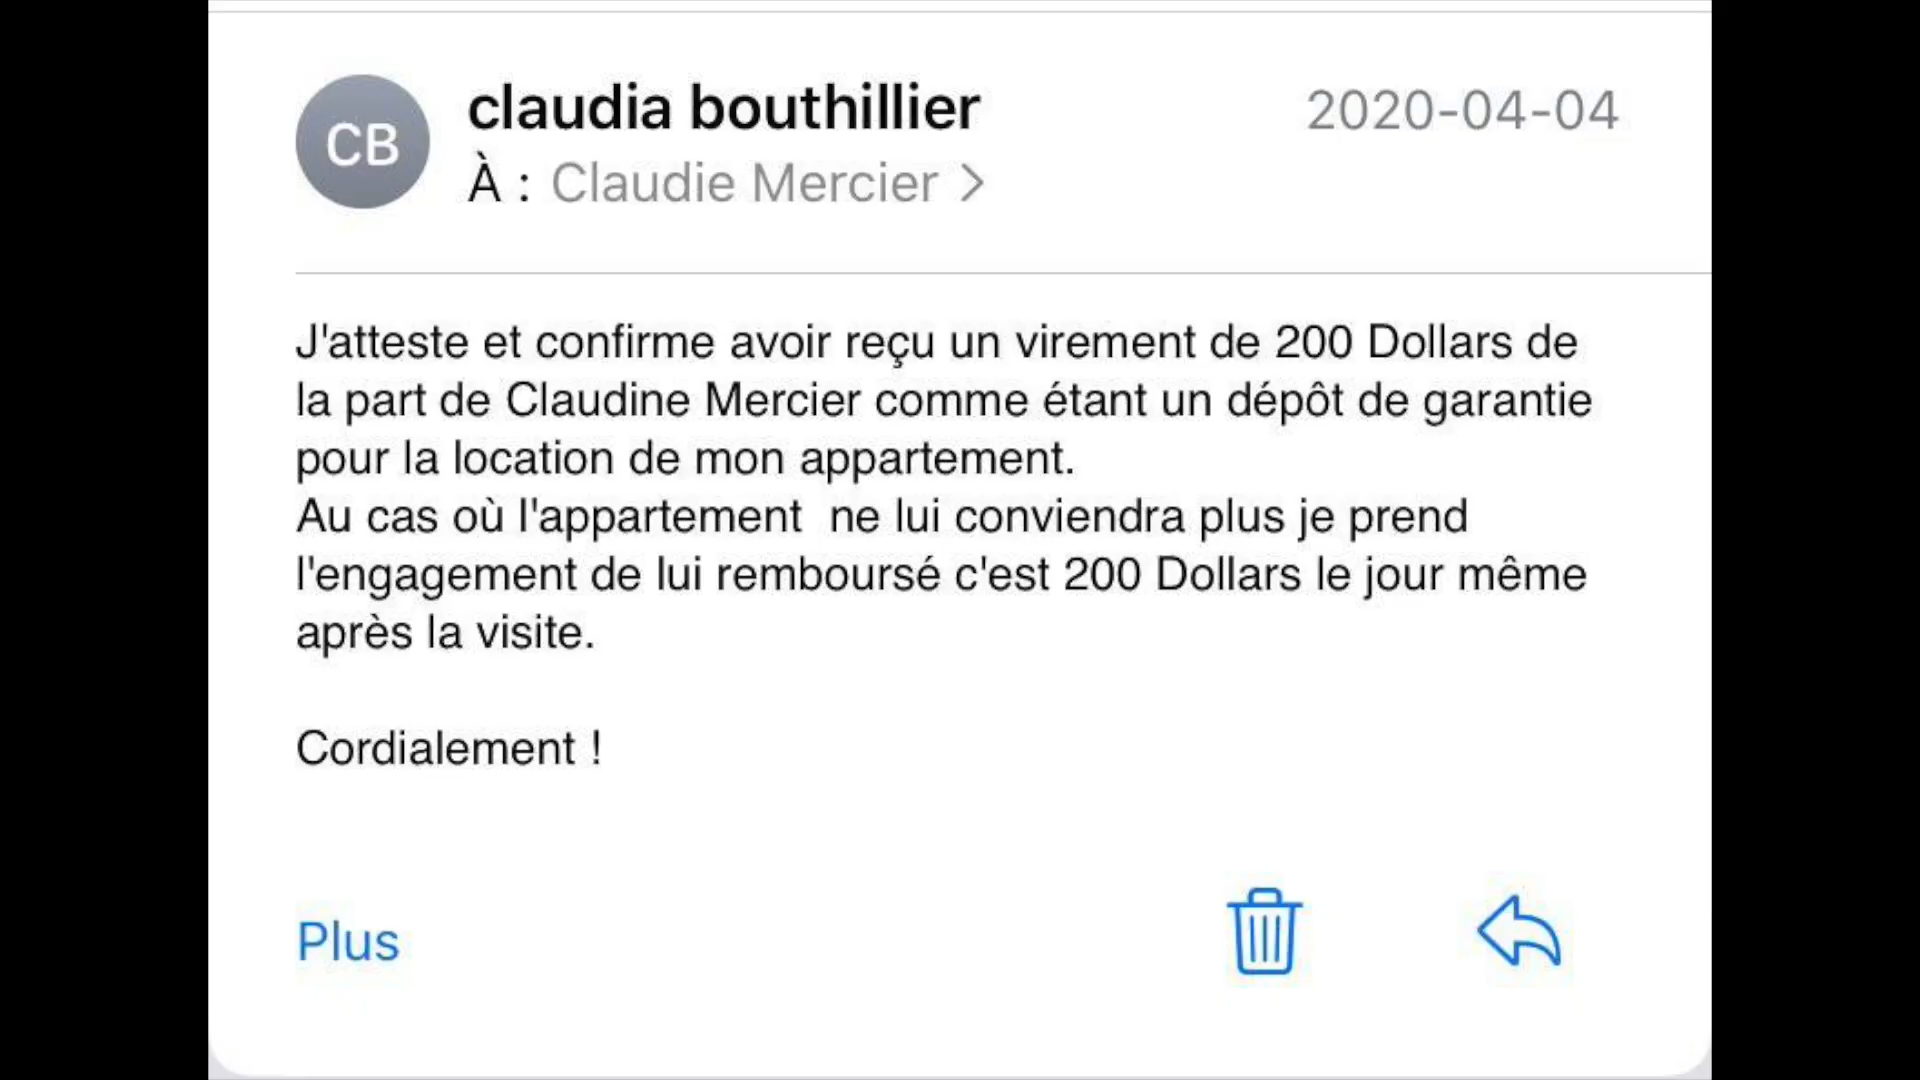 CB
claudia bouthillier
2020-04-04
À : Claudie Mercier >
J'atteste et confirme avoir reçu un virement de 200 Dollars de
la part de Claudine Mercier comme étant un dépôt de garantie
pour la location de mon appartement.
Au cas où l'appartement  ne lui conviendra plus je prend
l'engagement de lui remboursé c'est 200 Dollars le jour même
après la visite.
Cordialement !
Plus